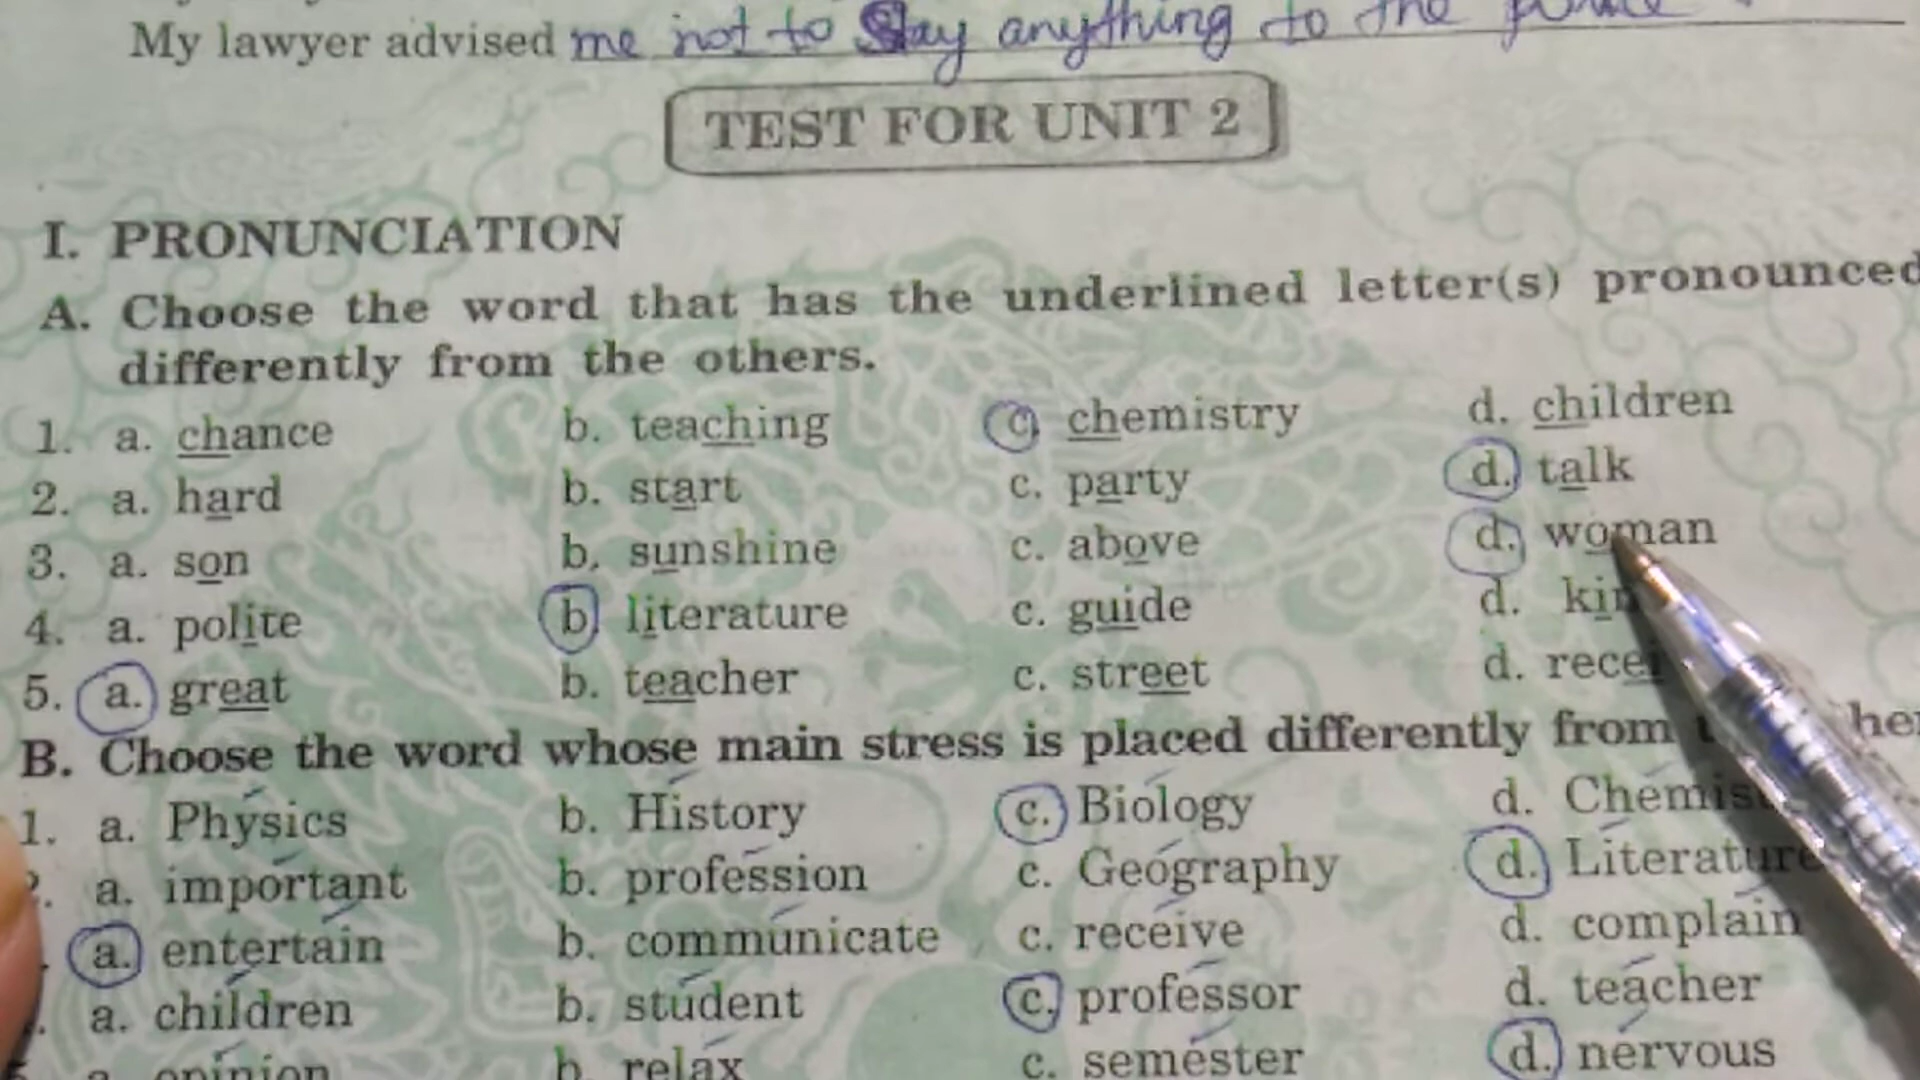 My lawyer advised me not to Say anything to the police.
TEST FOR UNIT 2
I. PRONUNCIATION
A. Choose the word that has the underlined letter(s) pronounced
differently from the others.
1. a. chance b. teaching c. chemistry d. children
2. a. hard b. start c. party d. talk
3. a. son b. sunshine c. above d. woman
4. a. polite b. literature c. guide d.
5. a. great b. teacher c. street d.
B. Choose the word whose main stress is placed differently from
1. a. Physics b. History c. Biology d.
a. important b. profession c. Geography d. Literature
a. entertain b. communicate c. receive d. complain
a. children b. student c. professor d. teacher
a. opinion b. relax c. semester d. nervous